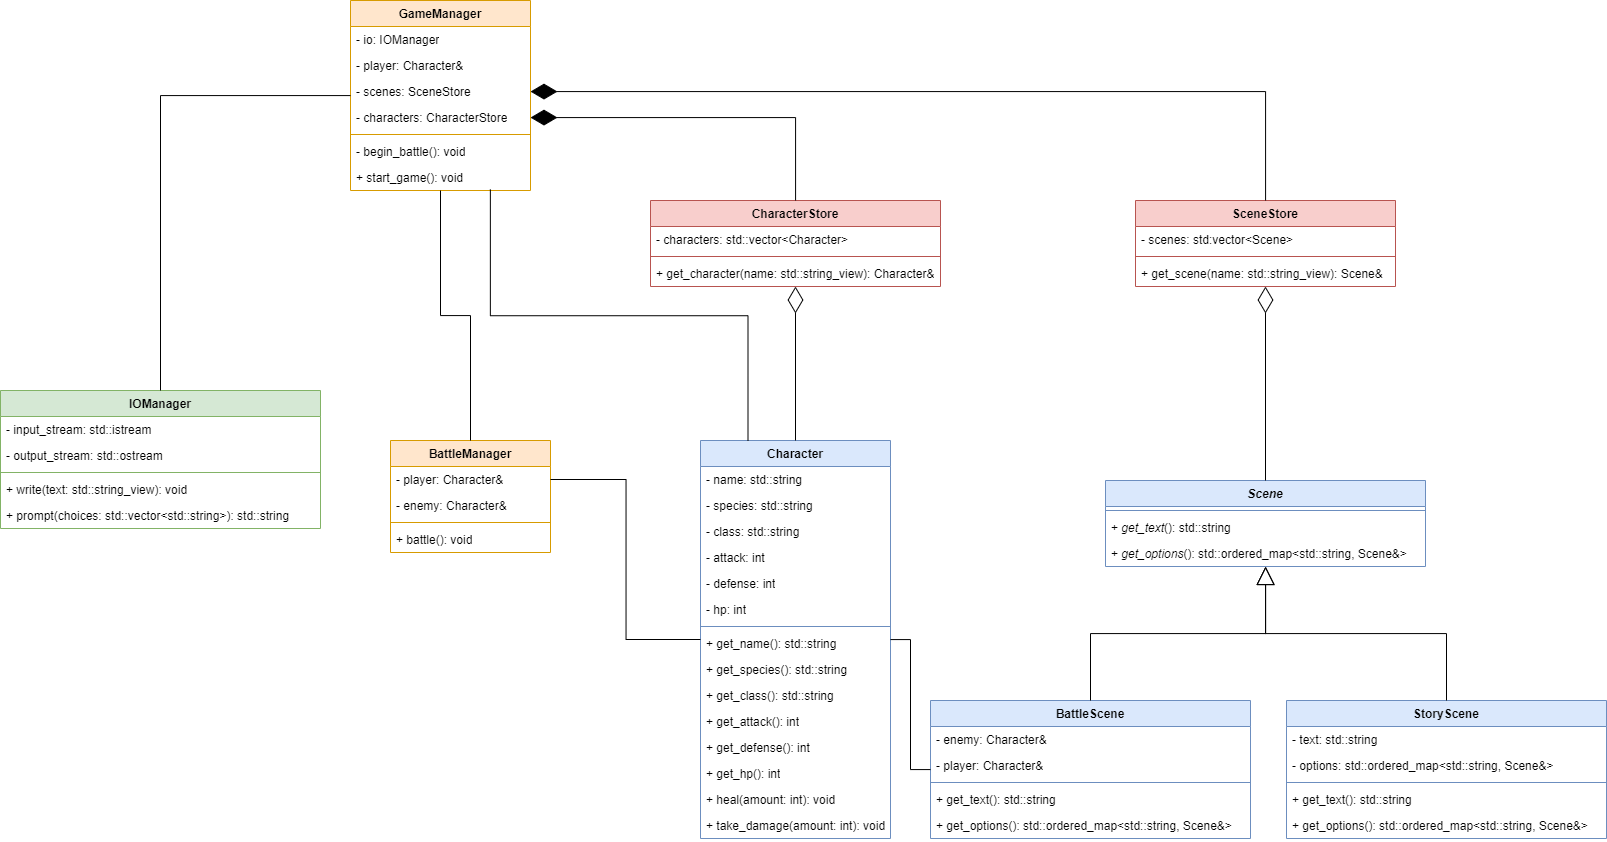 GameManager
- io: IOManager
- player: Character&
- scenes: SceneStore
- characters: CharacterStore
- begin_battle(): void
+ start_game(): void
CharacterStore
- characters: std::vector<Character>
+ get_character(name: std::string_view): Character&
SceneStore
- scenes: std:vector<Scene>
+ get_scene(name: std::string_view): Scene&
IOManager
- input_stream: std::istream
- output_stream: std::ostream
+ write(text: std::string_view): void
+ prompt(choices: std::vector<std::string>): std::string
BattleManager
- player: Character&
- enemy: Character&
+ battle(): void
Character
- name: std::string
- species: std::string
- class: std::string
- attack: int
- defense: int
- hp: int
+ get_name(): std::string
+ get_species(): std::string
+ get_class(): std::string
+ get_attack(): int
+ get_defense(): int
+ get_hp(): int
+ heal(amount: int): void
+ take_damage(amount: int): void
Scene
+ get_text(): std::string
+ get_options(): std::ordered_map<std::string, Scene&>
BattleScene
- enemy: Character&
- player: Character&
+ get_text(): std::string
+ get_options(): std::ordered_map<std::string, Scene&>
StoryScene
- text: std::string
- options: std::ordered_map<std::string, Scene&>
+ get_text(): std::string
+ get_options(): std::ordered_map<std::string, Scene&>